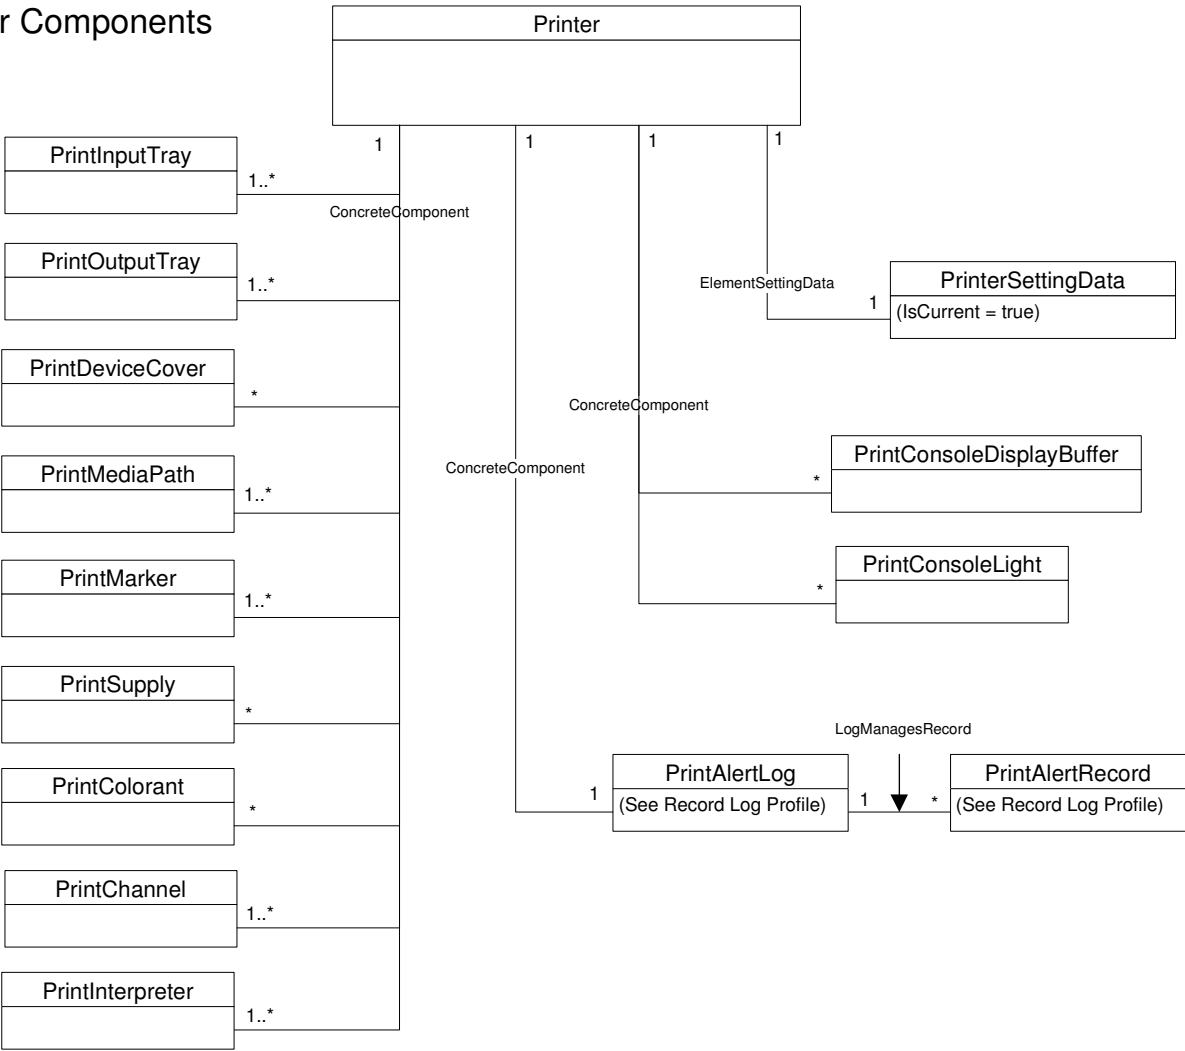 r Components
Printer
1
1
1
1
PrintInputTray
1..*
ConcreteComponent
PrintOutputTray
1..*
ElementSettingData
PrinterSettingData
1
(IsCurrent = true)
PrintDeviceCover
*
ConcreteComponent
PrintConsoleDisplayBuffer
*
ConcreteComponent
PrintMediaPath
1..*
PrintConsoleLight
*
PrintMarker
1..*
PrintSupply
*
LogManagesRecord
PrintAlertLog
1
(See Record Log Profile)
1
*
PrintAlertRecord
(See Record Log Profile)
PrintColorant
*
PrintChannel
1..*
PrintInterpreter
1..*